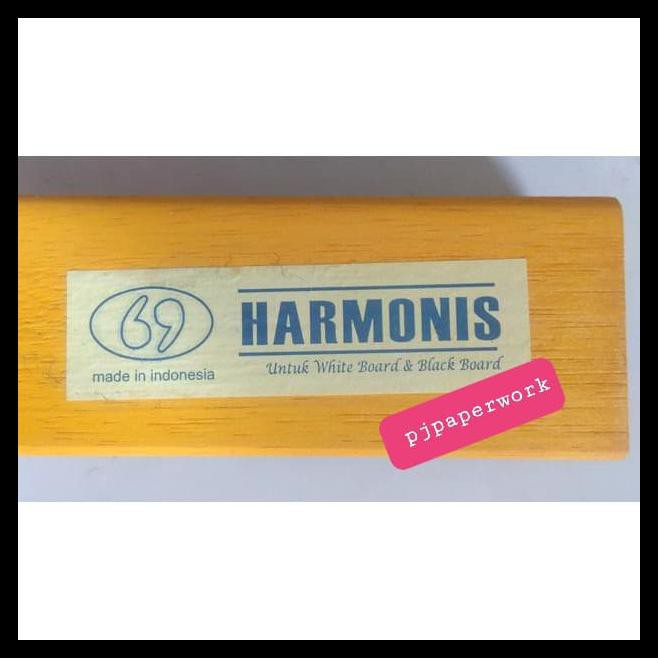 69
HARMONIS
made in indonesia
Untuk White Board & Black Board
pjpaperwork